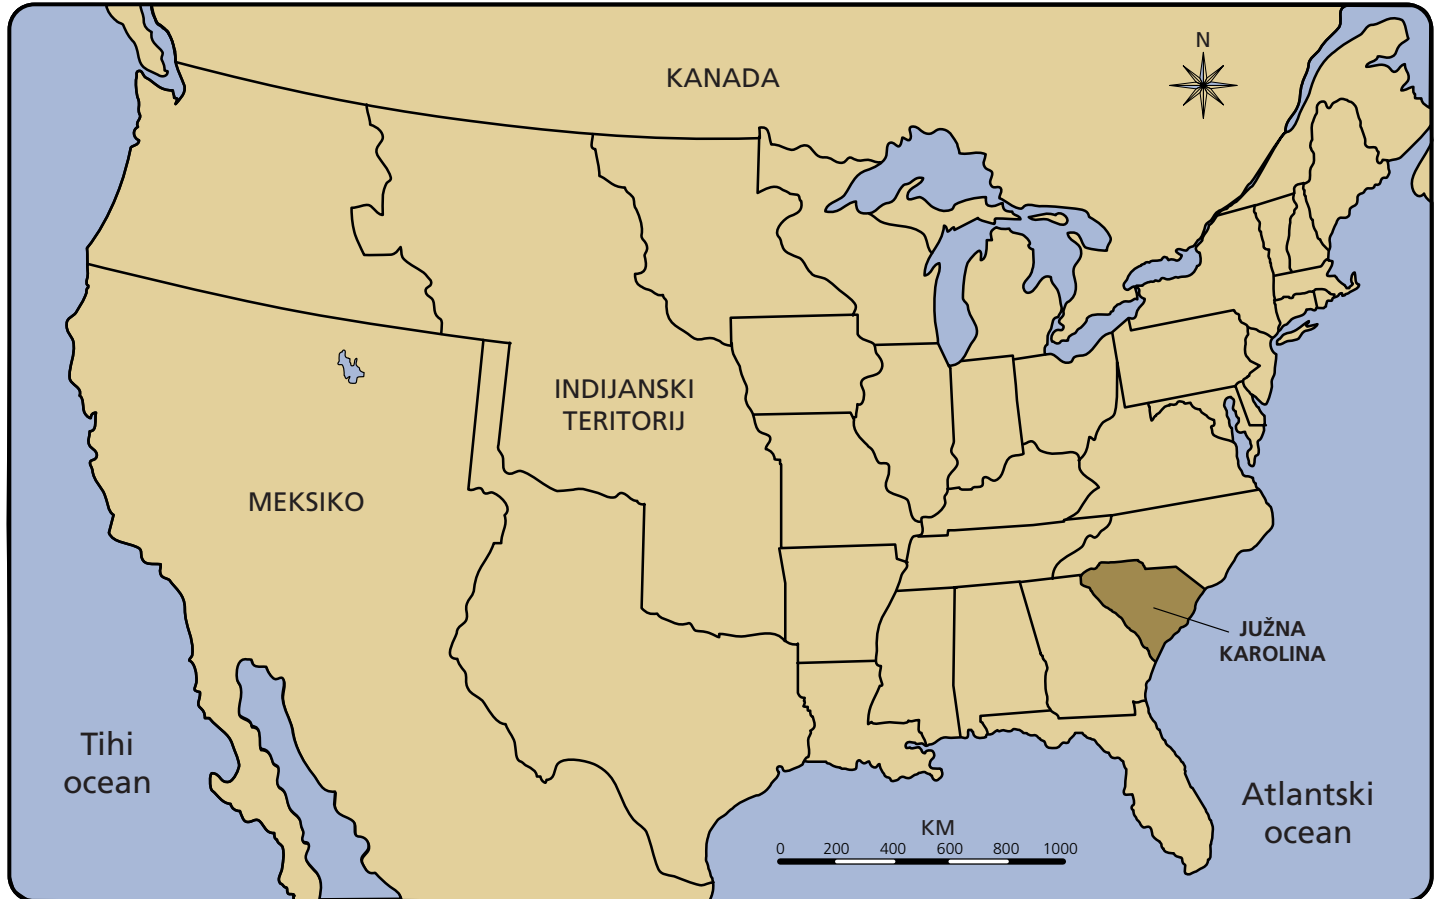 N
KANADA
INDIJANSKI
TERITORIJ
MEKSIKO
JUŽNA
KAROLINA
Tihi
ocean
Atlantski
ocean
KM
0 200 400 600 800 1000